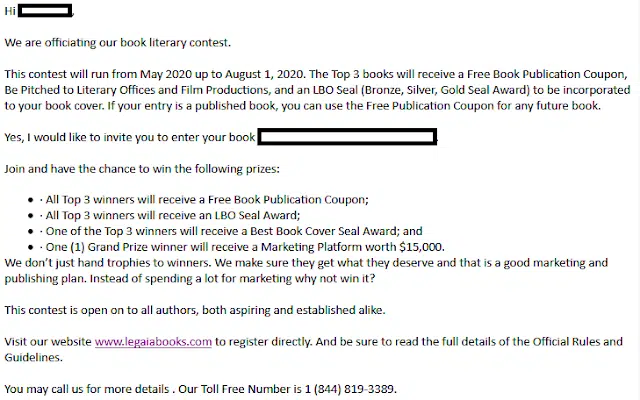 Hi ,
We are officiating our book literary contest.
This contest will run from May 2020 up to August 1, 2020. The Top 3 books will receive a Free Book Publication Coupon,
Be Pitched to Literary Offices and Film Productions, and an LBO Seal (Bronze, Silver, Gold Seal Award) to be incorporated
to your book cover. If your entry is a published book, you can use the Free Publication Coupon for any future book.
Yes, I would like to invite you to enter your book
Join and have the chance to win the following prizes:
• · All Top 3 winners will receive a Free Book Publication Coupon;
• · All Top 3 winners will receive an LBO Seal Award;
• · One of the Top 3 winners will receive a Best Book Cover Seal Award; and
• · One (1) Grand Prize winner will receive a Marketing Platform worth $15,000.
We don’t just hand trophies to winners. We make sure they get what they deserve and that is a good marketing and
publishing plan. Instead of spending a lot for marketing why not win it?
This contest is open on to all authors, both aspiring and established alike.
Visit our website www.legaiabooks.com to register directly. And be sure to read the full details of the Official Rules and
Guidelines.
You may call us for more details . Our Toll Free Number is 1 (844) 819-3389.